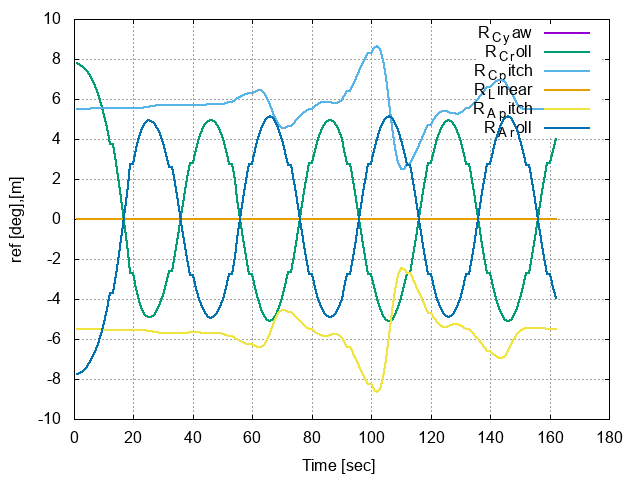 10
8
6
4
2
0
-2
-4
-6
-8
-10
0 20 40 60 80 100 120 140 160 180
ref [deg],[m]
Time [sec]
R_Cyaw
R_Croll
R_Cpitch
R_Linear
R_Apitch
R_Aroll